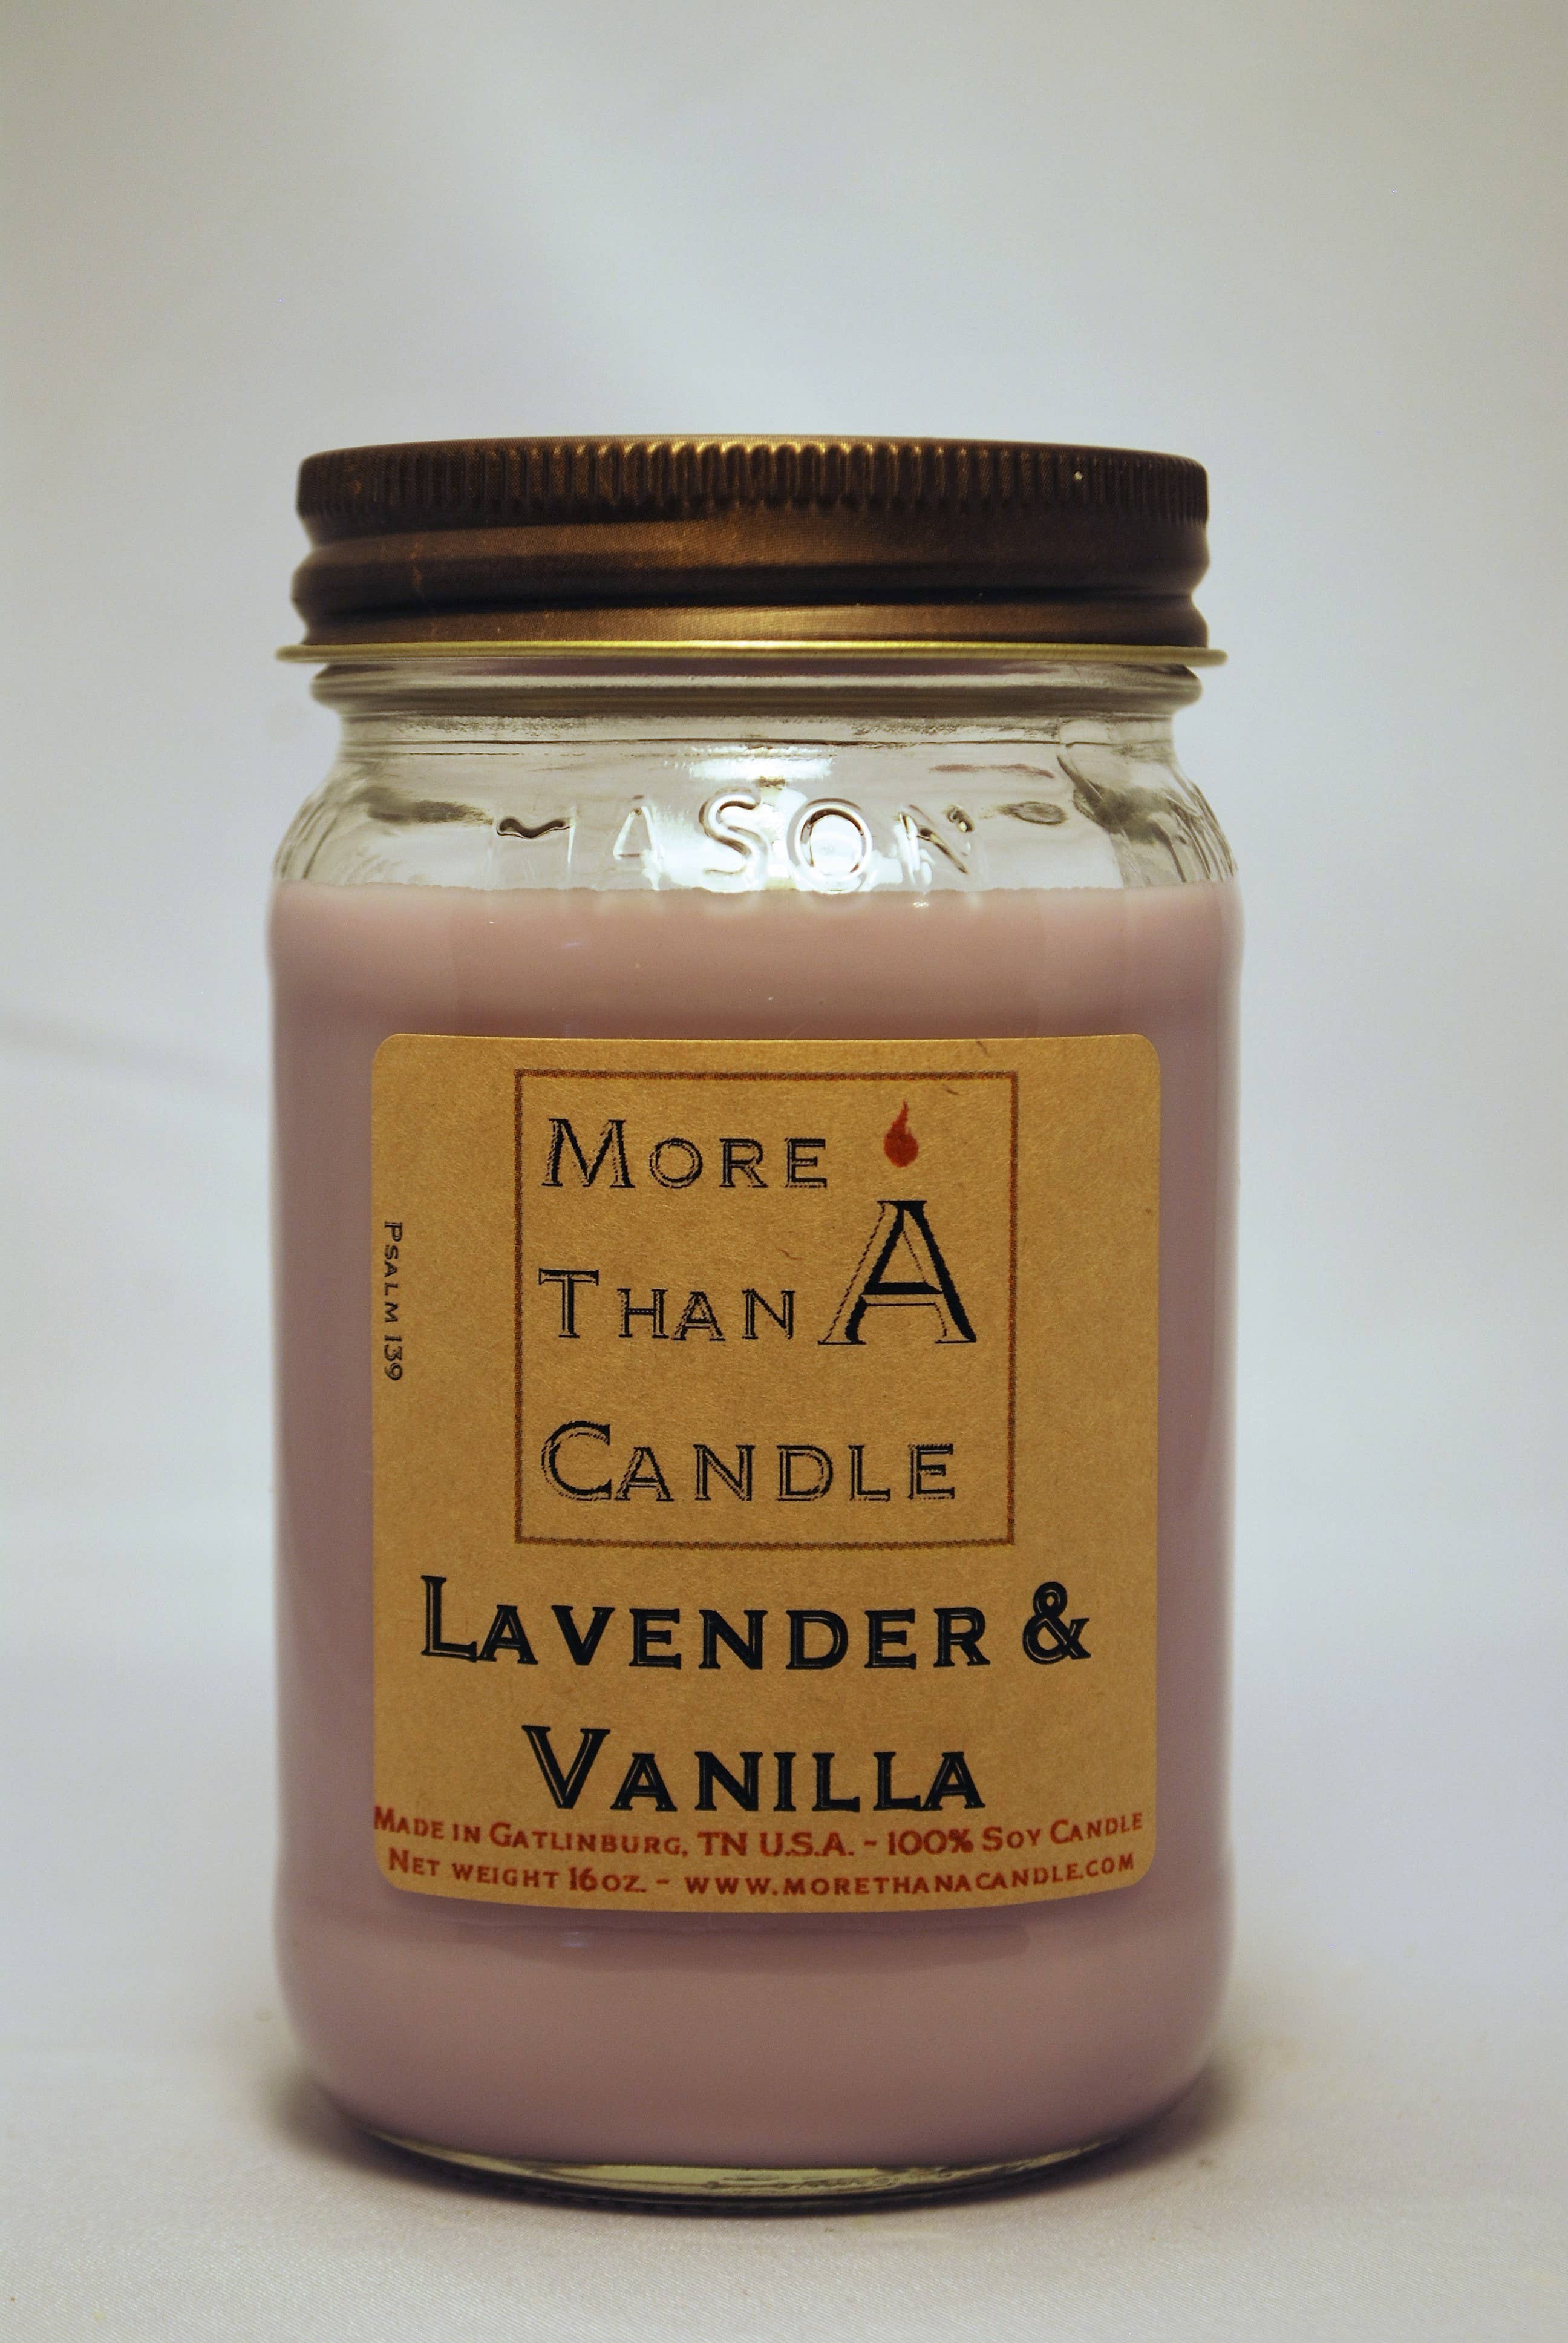 MASON
MORE
THAN A
CANDLE
LAVENDER &
VANILLA
MADE IN GATLINBURG, TN U.S.A. - 100% SOY CANDLE
NET WEIGHT 16OZ. - WWW.MORETHANACANDLE.COM
PSALM 139